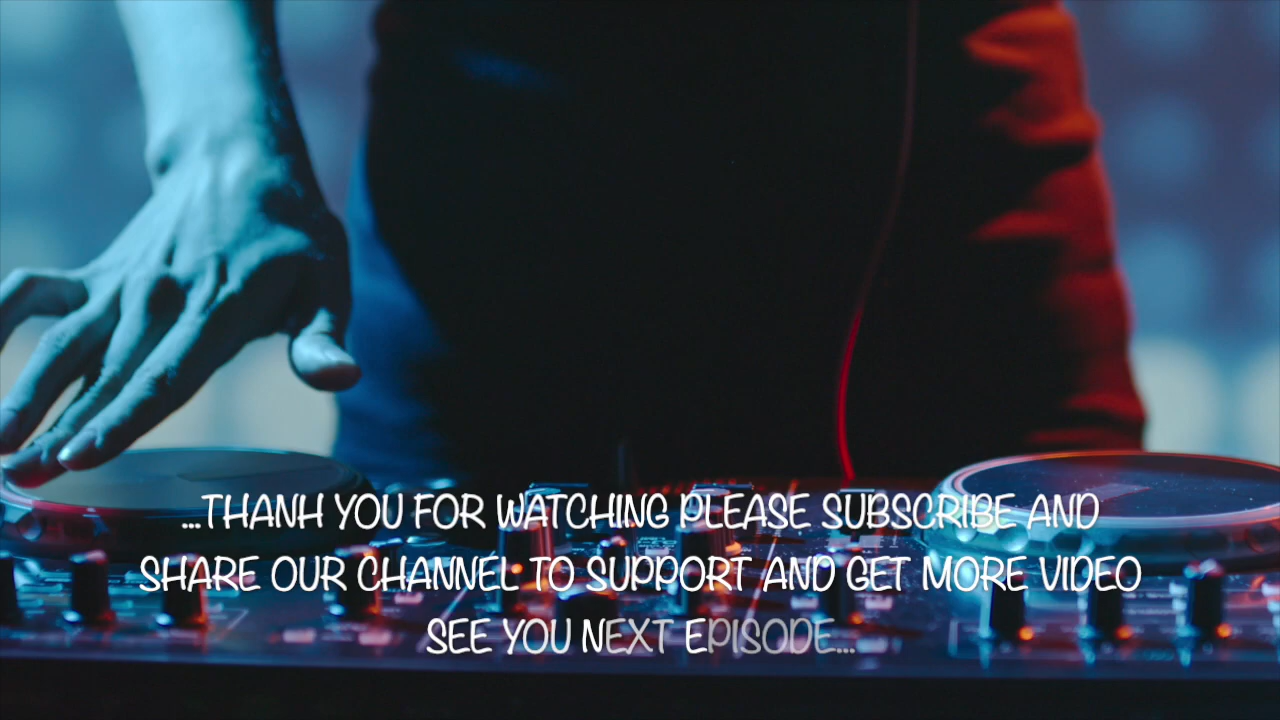 ...THANH YOU FOR WATCHING PLEASE SUBSCRIBE AND
SHARE OUR CHANNEL TO SUPPORT AND GET MORE VIDEO
SEE YOU NEXT EPISODE...